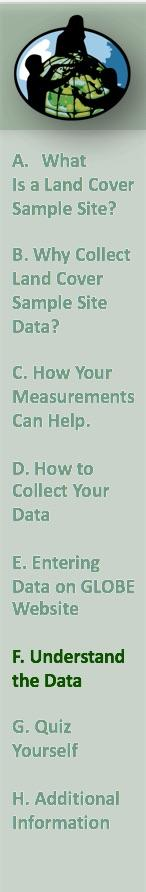 A. What
Is a Land Cover
Sample Site?
B. Why Collect
Land Cover
Sample Site
Data?
C. How Your
Measurements
Can Help.
D. How to
Collect Your
Data
E. Entering
Data on GLOBE
Website
F. Understand
the Data
G. Quiz
Yourself
H. Additional
Information